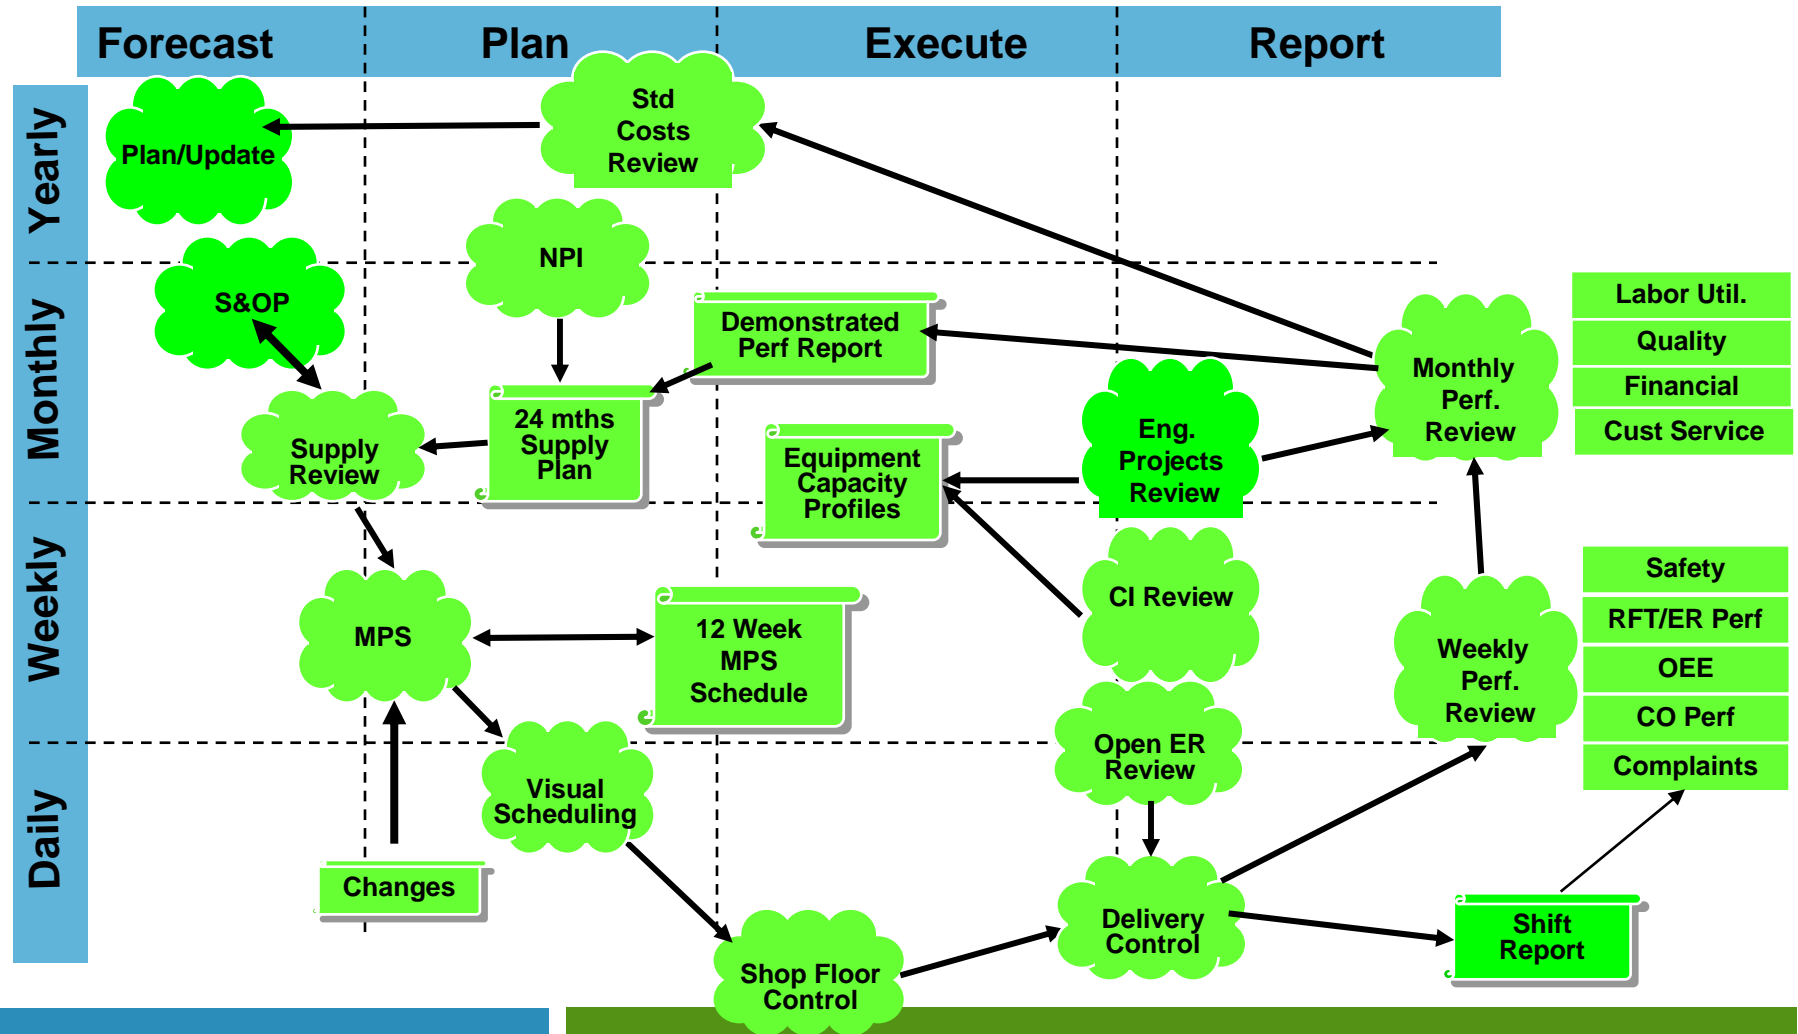 Forecast
Plan
Execute
Report
Yearly
Monthly
Weekly
Daily
Plan/Update
Std
Costs
Review
NPI
S&OP
Demonstrated
Perf Report
Supply
Review
24 mths
Supply
Plan
Equipment
Capacity
Profiles
Eng.
Projects
Review
Monthly
Perf.
Review
Labor Util.
Quality
Financial
Cust Service
MPS
12 Week
MPS
Schedule
CI Review
Weekly
Perf.
Review
Safety
RFT/ER Perf
OEE
CO Perf
Complaints
Visual
Scheduling
Open ER
Review
Changes
Shop Floor
Control
Delivery
Control
Shift
Report